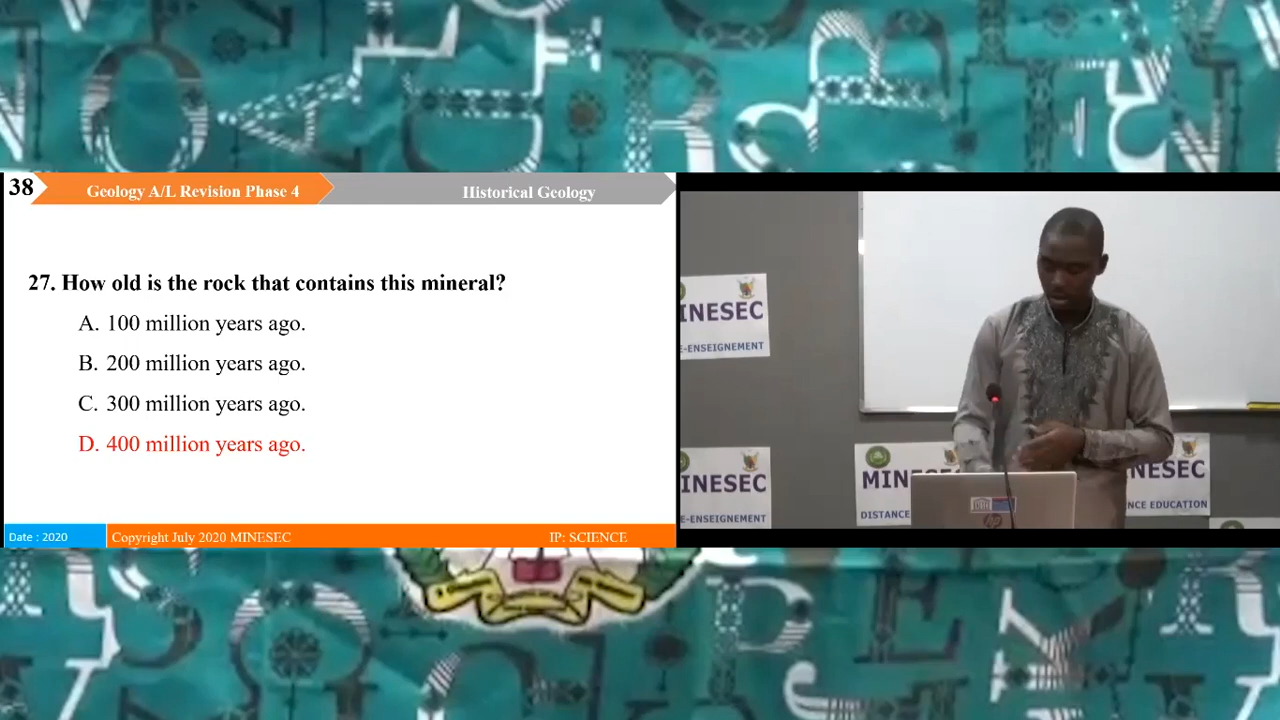 38
Geology A/L Revision Phase 4
Historical Geology
27. How old is the rock that contains this mineral?
A. 100 million years ago.
B. 200 million years ago.
C. 300 million years ago.
D. 400 million years ago.
Date : 2020
Copyright July 2020 MINESEC
IP: SCIENCE
INESEC
E-ENSEIGNEMENT
INESEC
E-ENSEIGNEMENT
MIN
DISTANCE
NESEC
NCE EDUCATION
hp